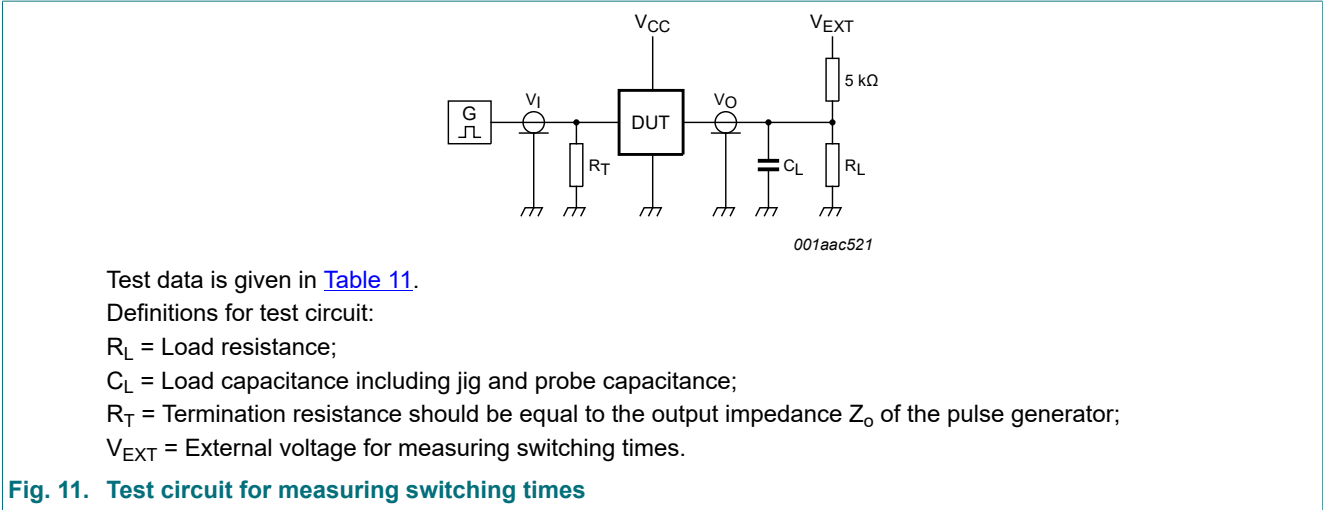 VCC
VEXT
5 kΩ
G
VI
DUT
VO
RT
CL
RL
001aac521
Test data is given in Table 11.
Definitions for test circuit:
RL = Load resistance;
CL = Load capacitance including jig and probe capacitance;
RT = Termination resistance should be equal to the output impedance Zo of the pulse generator;
VEXT = External voltage for measuring switching times.
Fig. 11. Test circuit for measuring switching times